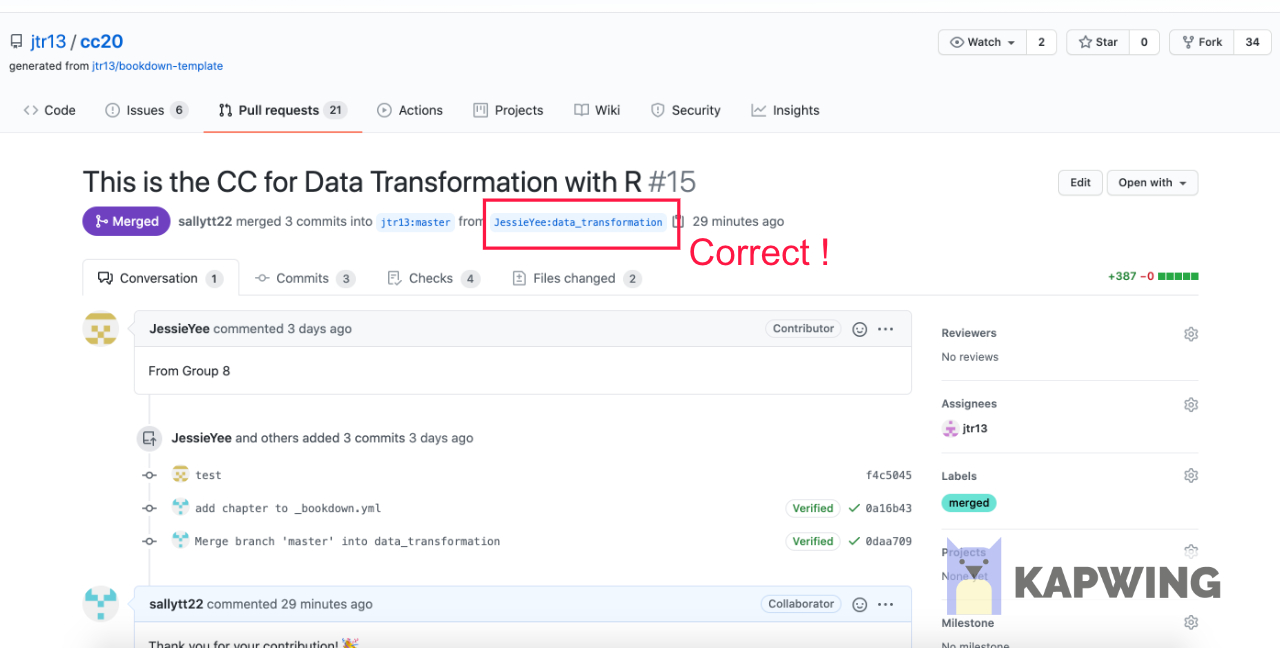 jtr13 / cc20
Watch 2 Star 0 Fork 34
generated from jtr13/bookdown-template
Code Issues 6 Pull requests 21 Actions Projects Wiki Security Insights
This is the CC for Data Transformation with R #15
Edit Open with
Merged sallytt22 merged 3 commits into jtr13:master from JessieYee:data_transformation 29 minutes ago
Correct !
Conversation 1 Commits 3 Checks 4 Files changed 2 +387 −0
JessieYee commented 3 days ago Contributor
From Group 8
JessieYee and others added 3 commits 3 days ago
test f4c5045
add chapter to _bookdown.yml Verified 0a16b43
Merge branch 'master' into data_transformation Verified 0daa709
sallytt22 commented 29 minutes ago Collaborator
Thank you for your contribution! 🎉
Reviewers
No reviews
Assignees
jtr13
Labels
merged
Projects
None yet
KAPWING
Milestone
No milestone